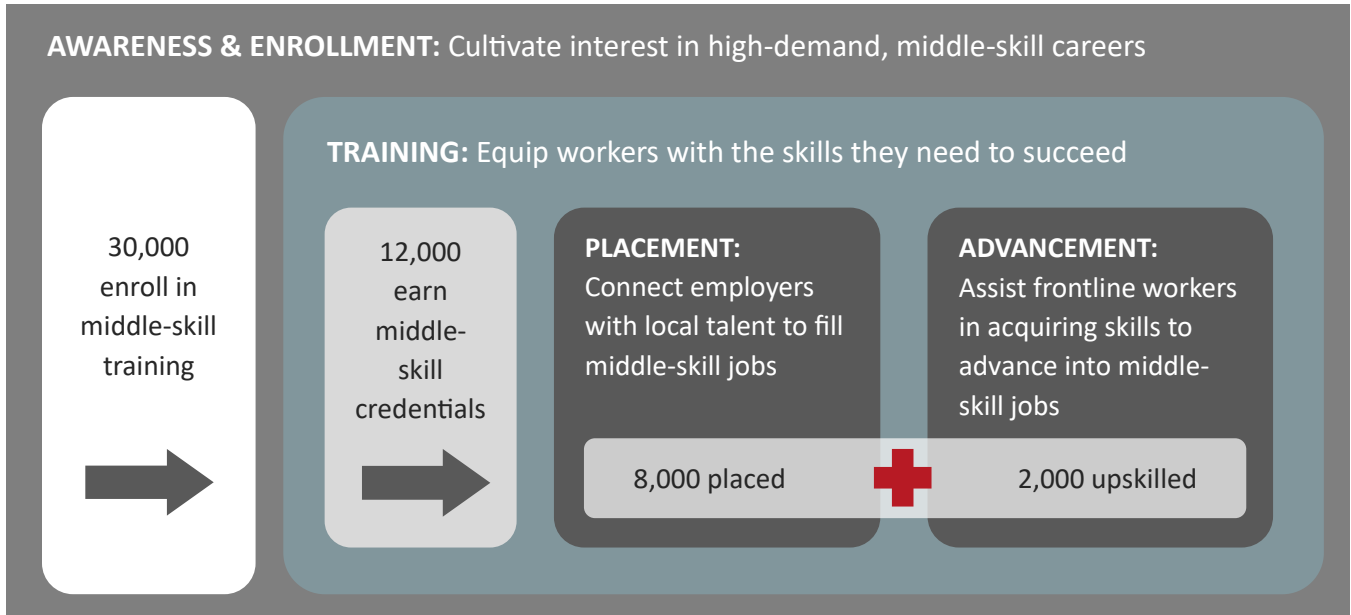 AWARENESS & ENROLLMENT: Cultivate interest in high-demand, middle-skill careers
30,000
enroll in
middle-skill
training
TRAINING: Equip workers with the skills they need to succeed
12,000
earn
middle-
skill
credentials
PLACEMENT:
Connect employers
with local talent to fill
middle-skill jobs
ADVANCEMENT:
Assist frontline workers
in acquiring skills to
advance into middle-
skill jobs
8,000 placed
2,000 upskilled